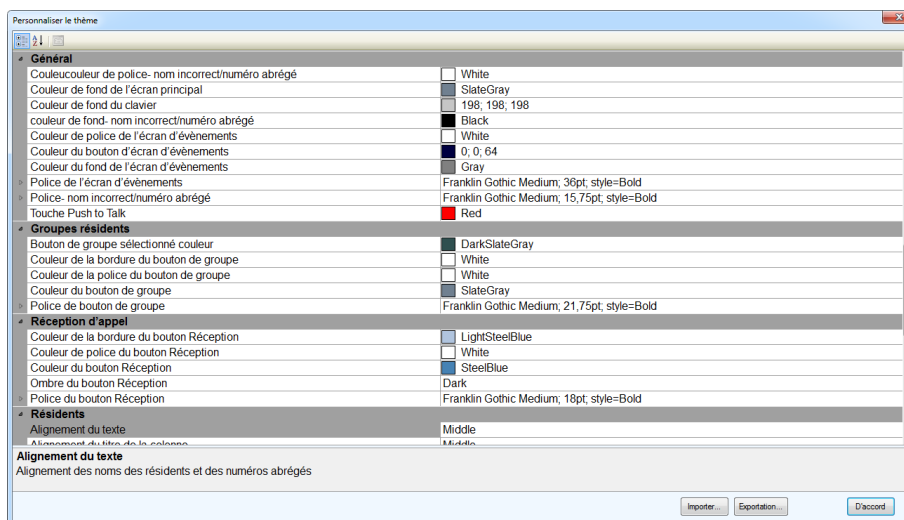 Personnaliser le thème
Général
Couleucouleur de police- nom incorrect/numéro abrégé White
Couleur de fond de l'écran principal SlateGray
Couleur de fond du clavier 198; 198; 198
couleur de fond- nom incorrect/numéro abrégé Black
Couleur de police de l'écran d'évènements White
Couleur du bouton d'écran d'évènements 0; 0; 64
Couleur du fond de l'écran d'évènements Gray
Police de l'écran d'évènements Franklin Gothic Medium; 36pt; style=Bold
Police- nom incorrect/numéro abrégé Franklin Gothic Medium; 15,75pt; style=Bold
Touche Push to Talk Red
Groupes résidents
Bouton de groupe sélectionné couleur DarkSlateGray
Couleur de la bordure du bouton de groupe White
Couleur de la police du bouton de groupe White
Couleur du bouton de groupe SlateGray
Police de bouton de groupe Franklin Gothic Medium; 21,75pt; style=Bold
Réception d'appel
Couleur de la bordure du bouton Réception LightSteelBlue
Couleur de police du bouton Réception White
Couleur du bouton Réception SteelBlue
Ombre du bouton Réception Dark
Police du bouton Réception Franklin Gothic Medium; 18pt; style=Bold
Résidents
Alignement du texte Middle
Alignement du titre de la colonne Middle
Alignement du texte
Alignement des noms des résidents et des numéros abrégés
Importer... Exportation... D'accord